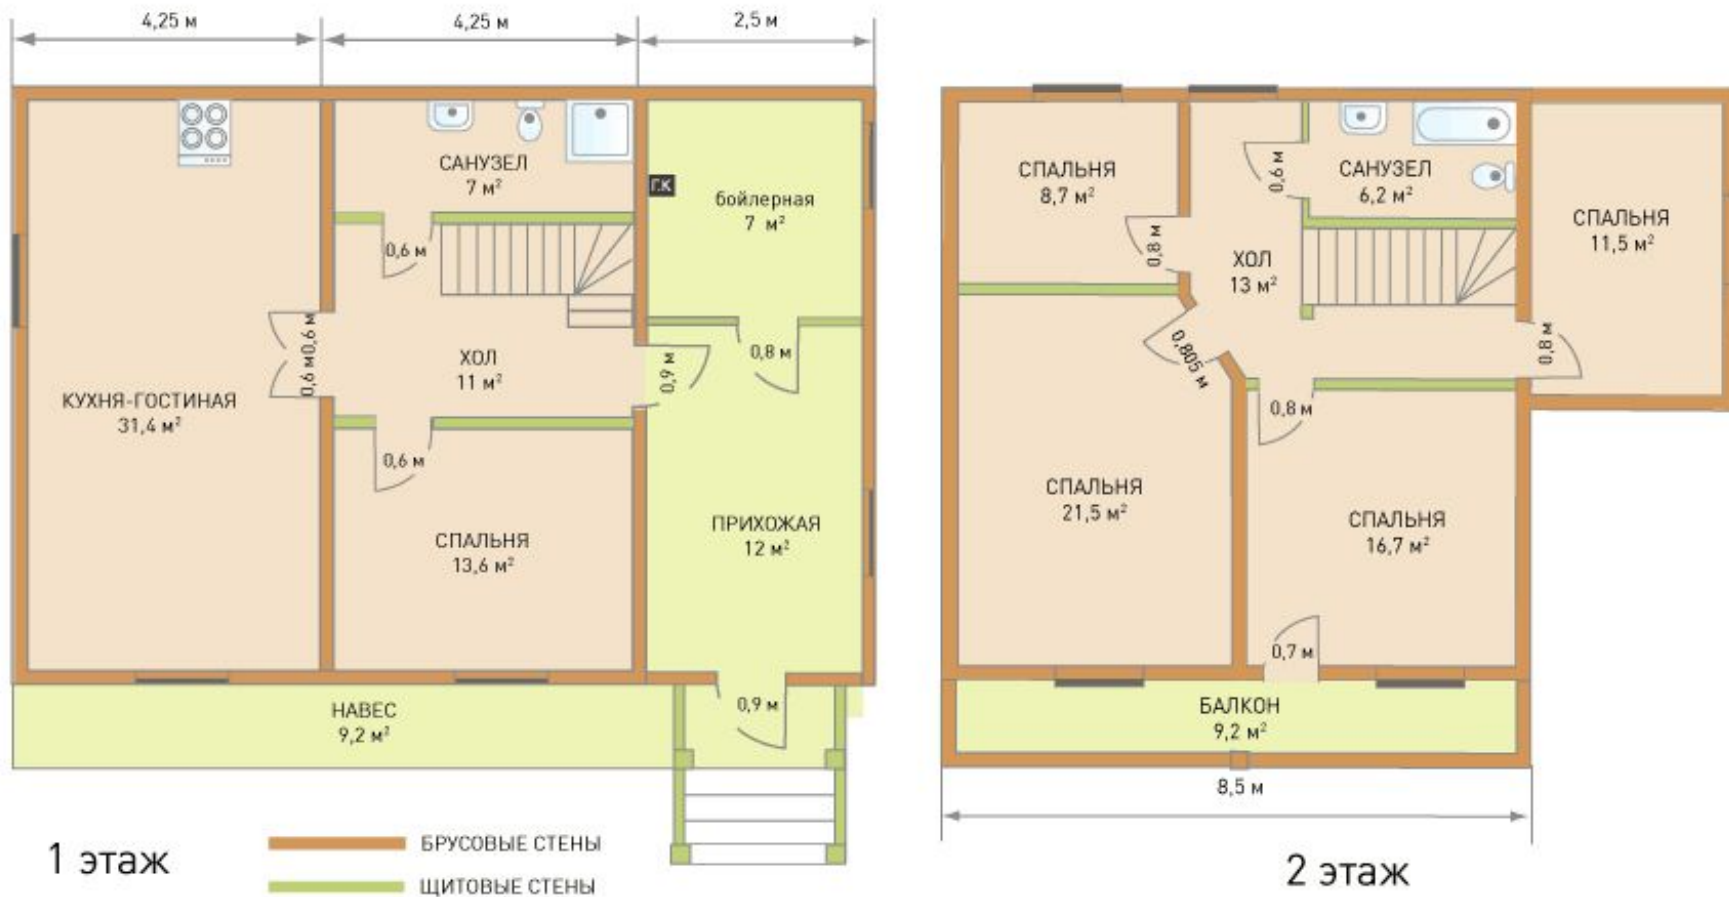 4,25 м
4,25 м
2,5 м
САНУЗЕЛ
7 м²
Г.К
бойлерная
7 м²
0,6 м
0,6 м
0,6 м
ХОЛ
11 м²
0,9 м
0,8 м
КУХНЯ-ГОСТИНАЯ
31,4 м²
0,6 м
СПАЛЬНЯ
13,6 м²
ПРИХОЖАЯ
12 м²
НАВЕС
9,2 м²
0,9 м
1 этаж
БРУСОВЫЕ СТЕНЫ
ЩИТОВЫЕ СТЕНЫ
СПАЛЬНЯ
8,7 м²
0,6 м
САНУЗЕЛ
6,2 м²
СПАЛЬНЯ
11,5 м²
0,8 м
ХОЛ
13 м²
0,805 м
0,8 м
0,8 м
СПАЛЬНЯ
21,5 м²
СПАЛЬНЯ
16,7 м²
0,7 м
БАЛКОН
9,2 м²
8,5 м
2 этаж